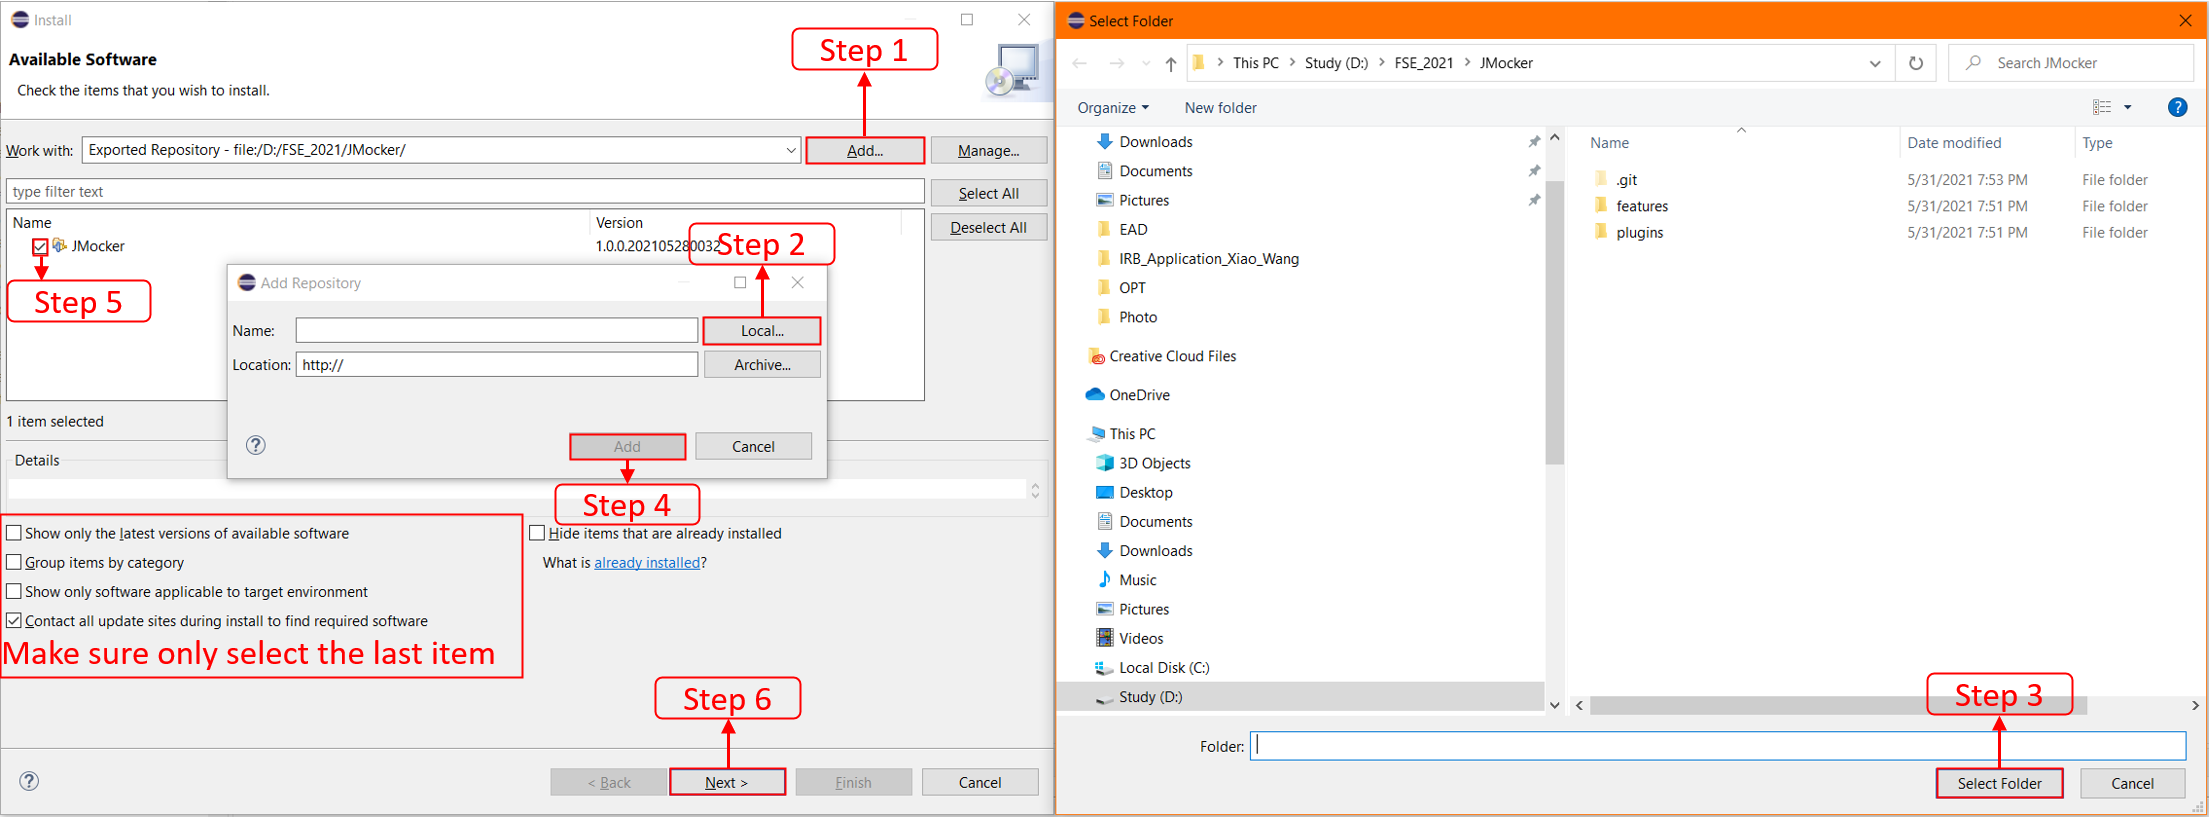 Install
Step 1
Available Software
Check the items that you wish to install.
Work with: Exported Repository - file:/D:/FSE_2021/JMocker/ Add... Manage...
type filter text Select All
Name Version
Deselect All
JMocker 1.0.0.202105280032
Step 2
Step 5
Add Repository
Name: Local...
Location: http:// Archive...
Add Cancel
Step 4
1 item selected
Details
Show only the latest versions of available software
Hide items that are already installed
Group items by category
What is already installed?
Show only software applicable to target environment
Contact all update sites during install to find required software
Make sure only select the last item
Step 6
< Back Next > Finish Cancel
Select Folder
This PC > Study (D:) > FSE_2021 > JMocker
Search JMocker
Organize New folder
Downloads
Documents
Pictures
EAD
IRB_Application_Xiao_Wang
OPT
Photo
Creative Cloud Files
OneDrive
This PC
3D Objects
Desktop
Documents
Downloads
Music
Pictures
Videos
Local Disk (C:)
Study (D:)
Name Date modified Type
.git 5/31/2021 7:53 PM File folder
features 5/31/2021 7:51 PM File folder
plugins 5/31/2021 7:51 PM File folder
Step 3
Folder:
Select Folder Cancel